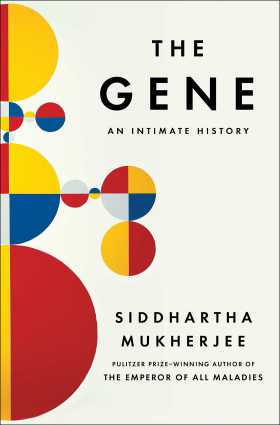 THE
GENE
AN INTIMATE HISTORY
SIDDHARTHA
MUKHERJEE
PULITZER PRIZE–WINNING AUTHOR OF
THE EMPEROR OF ALL MALADIES